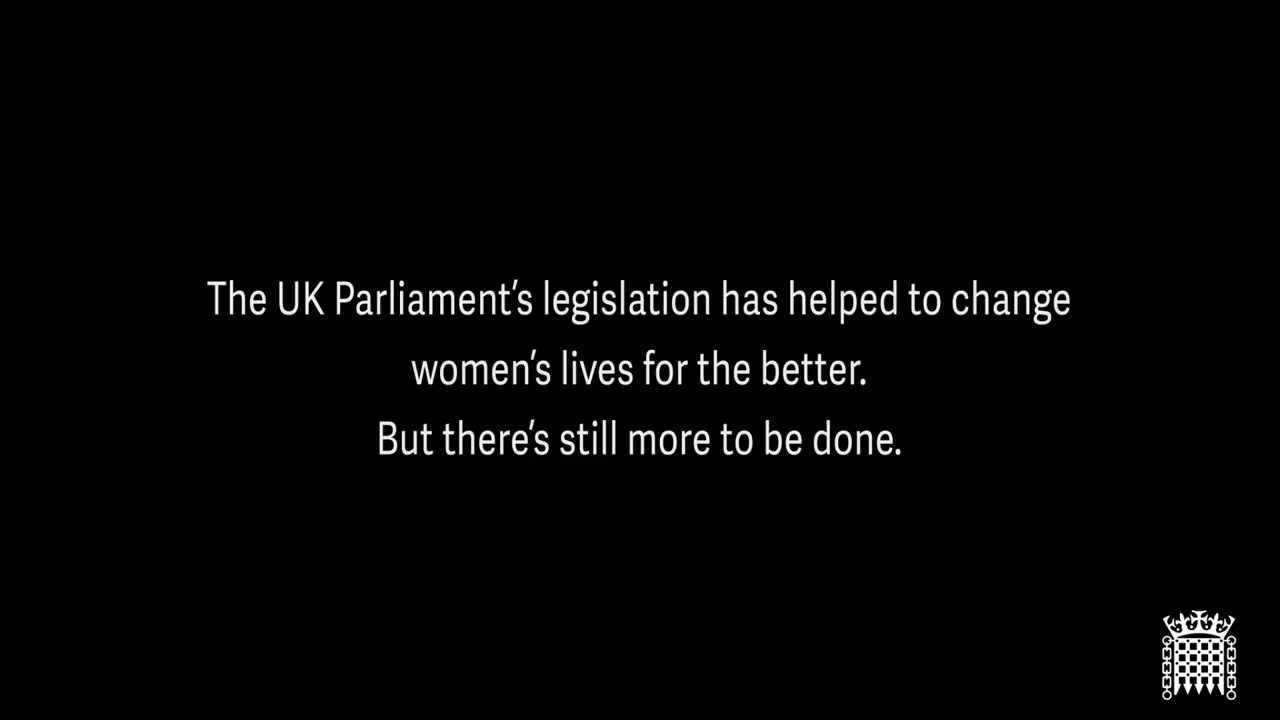 The UK Parliament’s legislation has helped to change
women’s lives for the better.
But there’s still more to be done.